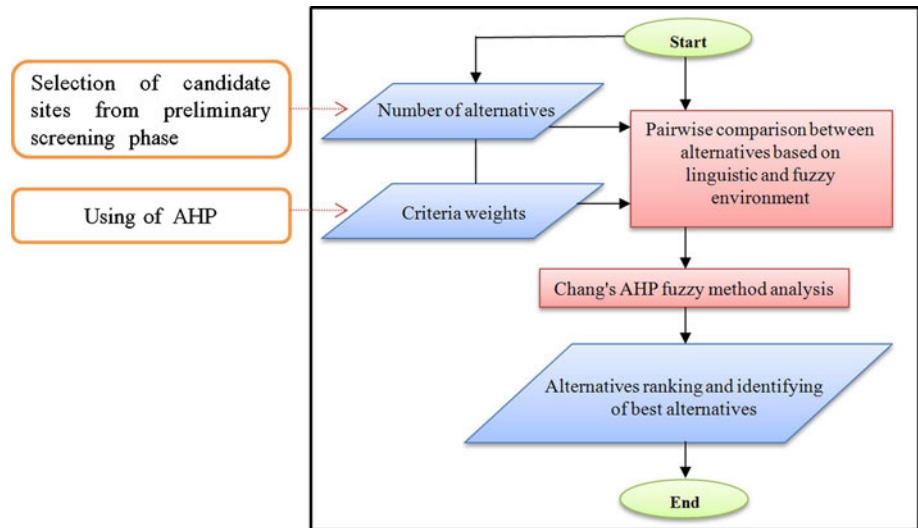 Start
Selection of candidate
sites from preliminary
screening phase
Number of alternatives
Pairwise comparison between
alternatives based on
linguistic and fuzzy
environment
Using of AHP
Criteria weights
Chang's AHP fuzzy method analysis
Alternatives ranking and identifying
of best alternatives
End